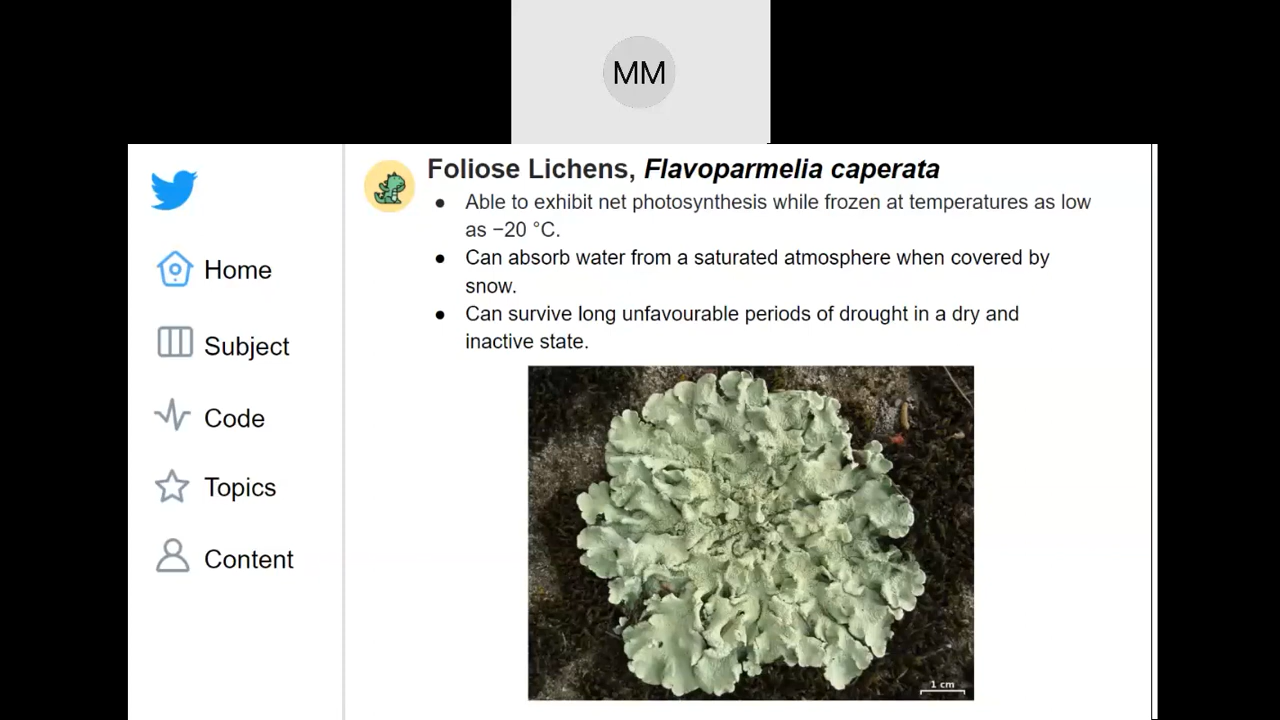 MM
Foliose Lichens, Flavoparmelia caperata
● Able to exhibit net photosynthesis while frozen at temperatures as low
as −20 °C.
● Can absorb water from a saturated atmosphere when covered by
snow.
● Can survive long unfavourable periods of drought in a dry and
inactive state.
Home
Subject
Code
Topics
Content
1 cm